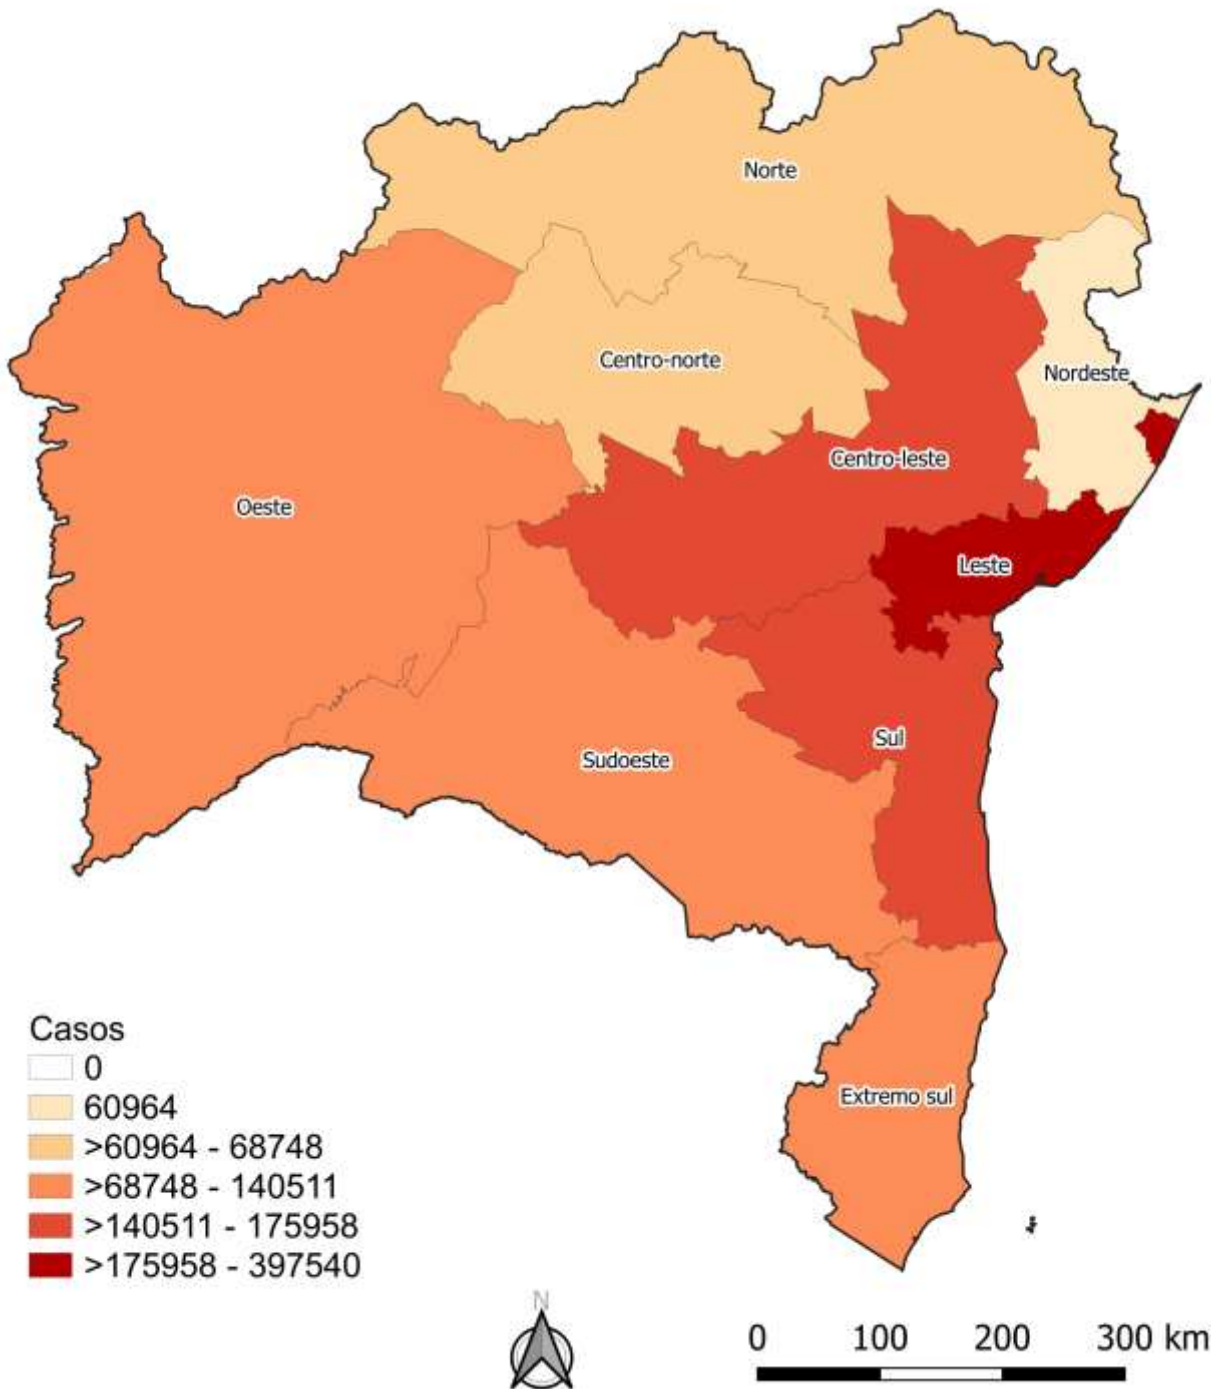 Norte
Centro-norte
Nordeste
Centro-leste
Oeste
Leste
Sul
Sudoeste
Extremo sul
Casos
0
60964
>60964 - 68748
>68748 - 140511
>140511 - 175958
>175958 - 397540
N
0 100 200 300 km